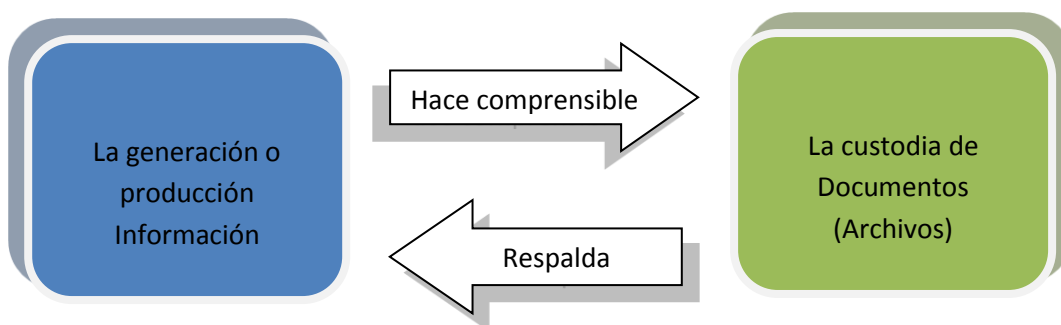 La generación o
producción
Información
Hace comprensible
Respalda
La custodia de
Documentos
(Archivos)